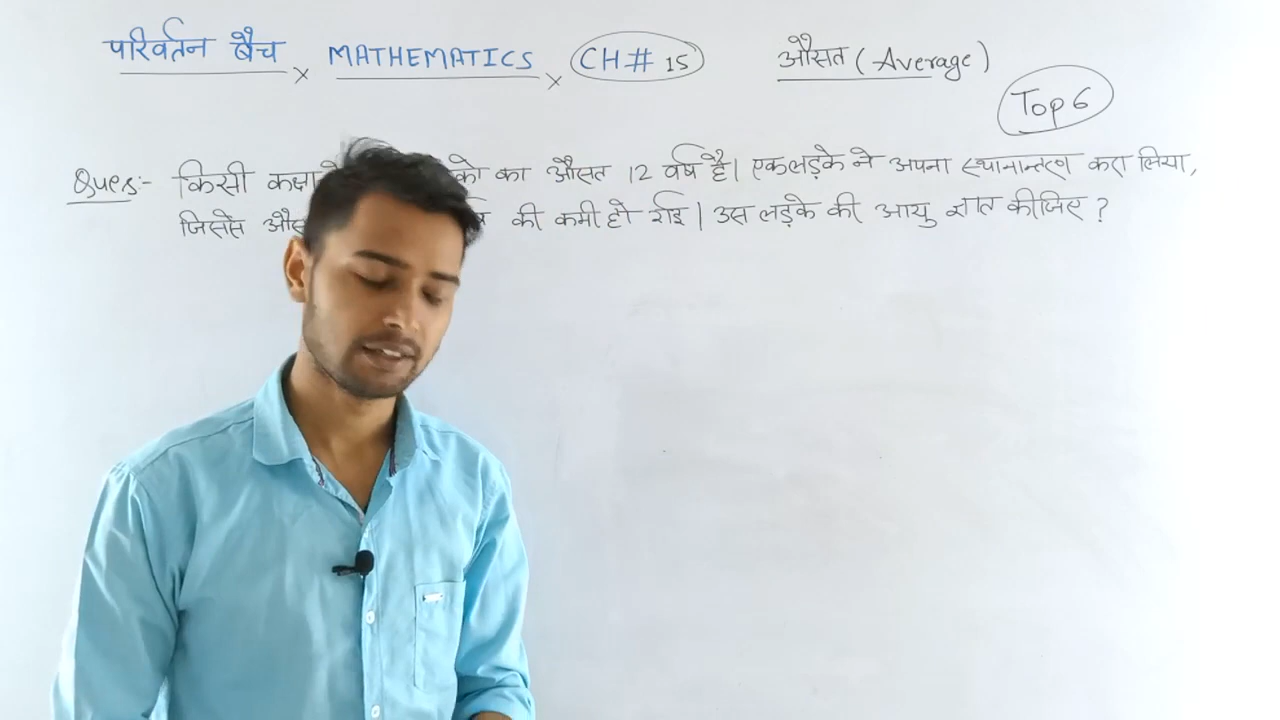 परिवर्तन बैच x MATHEMATICS x CH# 15 औसत (Average)
Top 6
Ques:- किसी को का औसत 12 वर्ष है। एक लड़के ने अपना स्थानान्तरण करा लिया,
जिससे की कमी हो गई | उस लड़के की आयु ज्ञात कीजिए ?